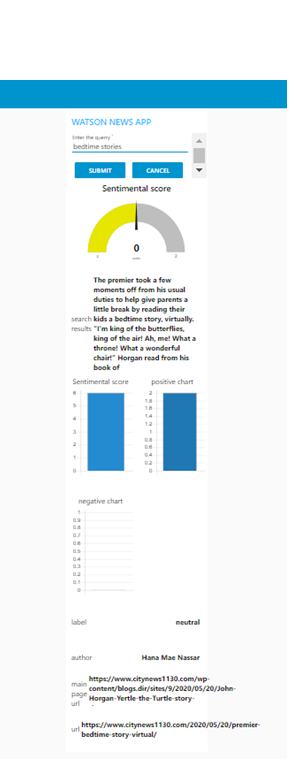 WATSON NEWS APP
Enter the querry *
bedtime stories
SUBMIT CANCEL
Sentimental score
0
The premier took a few
moments off from his usual
duties to help give parents a
little break by reading their
search kids a bedtime story, virtually.
results "I'm king of the butterflies,
king of the air! Ah, me! What a
throne! What a wonderful
chair!" Horgan read from his
book of
Sentimental score positive chart
6 2
5 1.8
1.6
4 1.4
1.2
3 1
0.8
2 0.6
1 0.4
0.2
0 0
negative chart
1
0.9
0.8
0.7
0.6
0.5
0.4
0.3
0.2
0.1
0
label neutral
author Hana Mae Nassar
main https://www.citynews1130.com/wp-
page content/blogs.dir/sites/9/2020/05/20/John-
url Horgan-Yertle-the-Turtle-story-
url https://www.citynews1130.com/2020/05/20/premier-
bedtime-story-virtual/